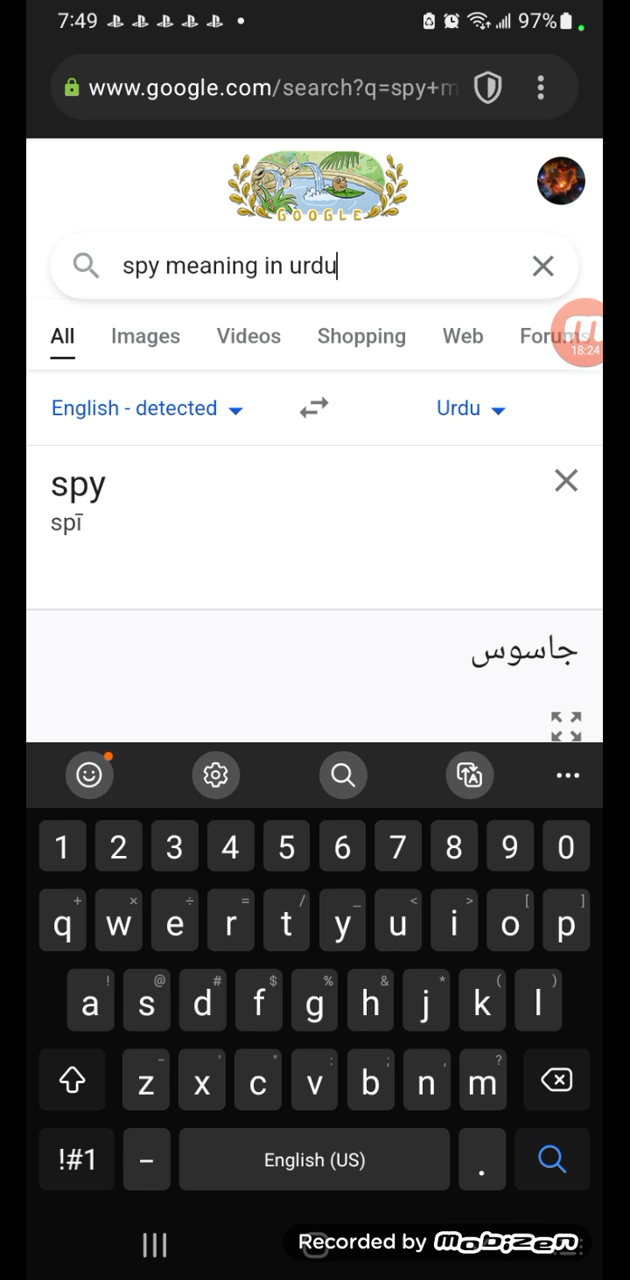 7:49 97%
www.google.com/search?q=spy+m
GOOGLE
spy meaning in urdu
All Images Videos Shopping Web Forums
18:24
English - detected Urdu
spy
spī
جاسوس
1 2 3 4 5 6 7 8 9 0
+ × ÷ = / _ < > [ ]
q w e r t y u i o p
! @ # $ % & * ( )
a s d f g h j k l
- ' " : ; , ?
z x c v b n m
!#1 – English (US) .
Recorded by mobizen